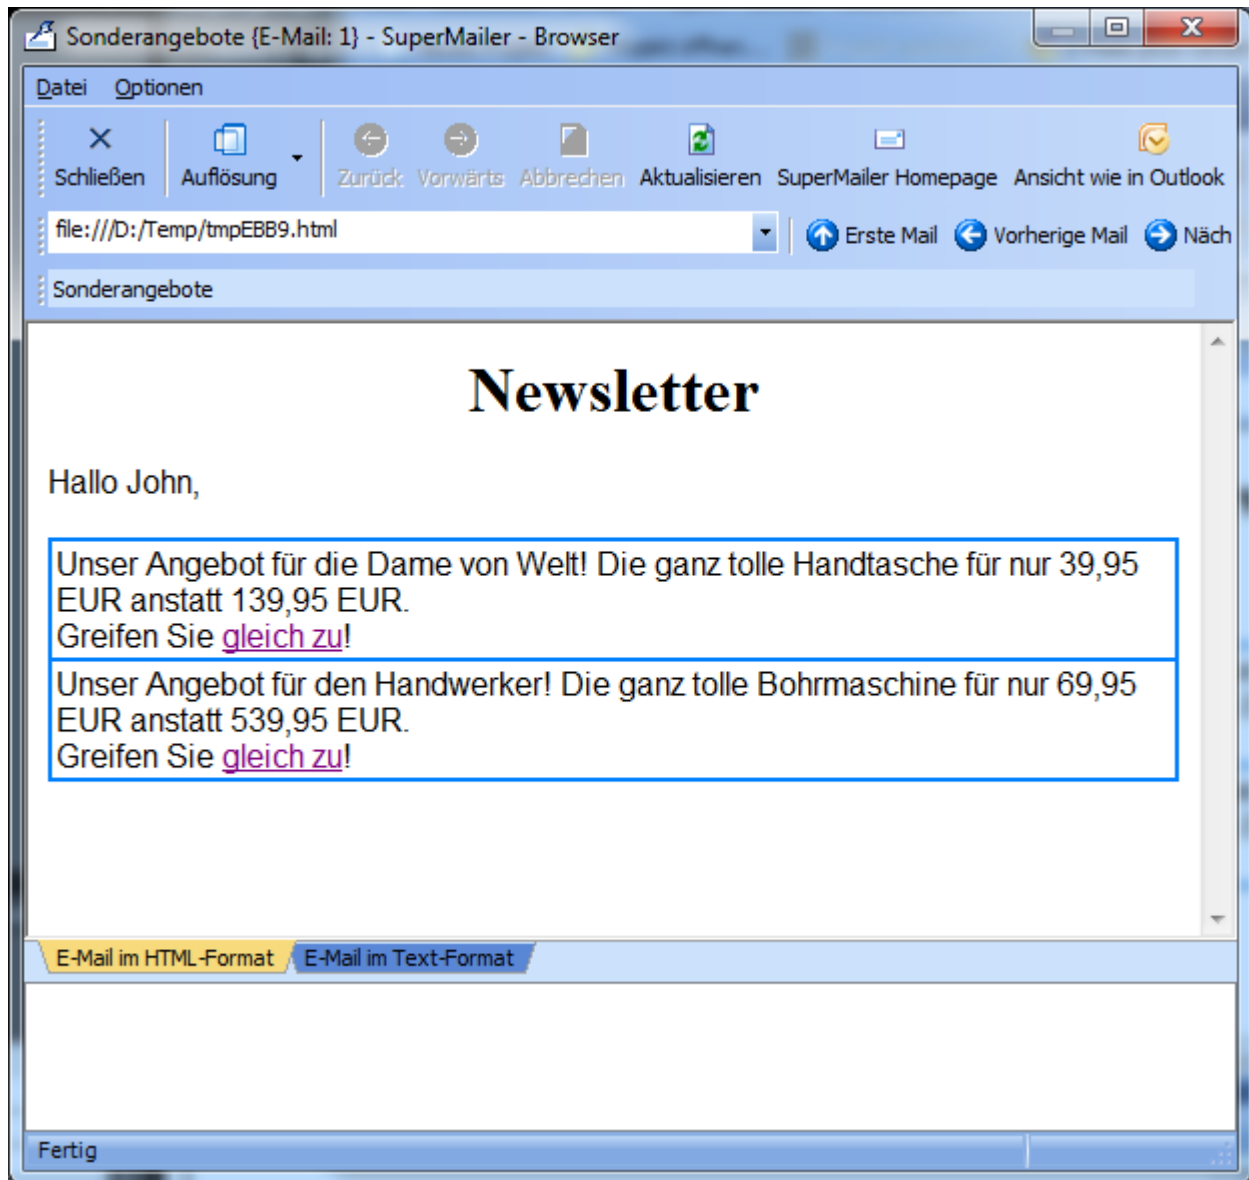 Sonderangebote {E-Mail: 1} - SuperMailer - Browser
Datei Optionen
Schließen Auflösung Zurück Vorwärts Abbrechen Aktualisieren SuperMailer Homepage Ansicht wie in Outlook
file:///D:/Temp/tmpEBB9.html Erste Mail Vorherige Mail Näch
Sonderangebote
Newsletter
Hallo John,
Unser Angebot für die Dame von Welt! Die ganz tolle Handtasche für nur 39,95
EUR anstatt 139,95 EUR.
Greifen Sie gleich zu!
Unser Angebot für den Handwerker! Die ganz tolle Bohrmaschine für nur 69,95
EUR anstatt 539,95 EUR.
Greifen Sie gleich zu!
E-Mail im HTML-Format E-Mail im Text-Format
Fertig